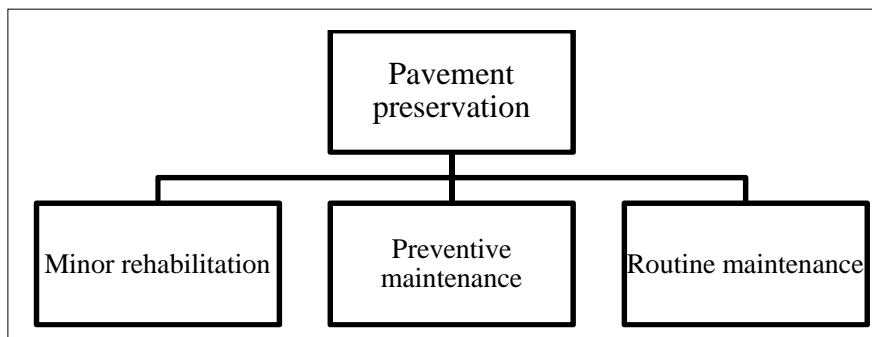 Pavement
preservation
Minor rehabilitation
Preventive
maintenance
Routine maintenance